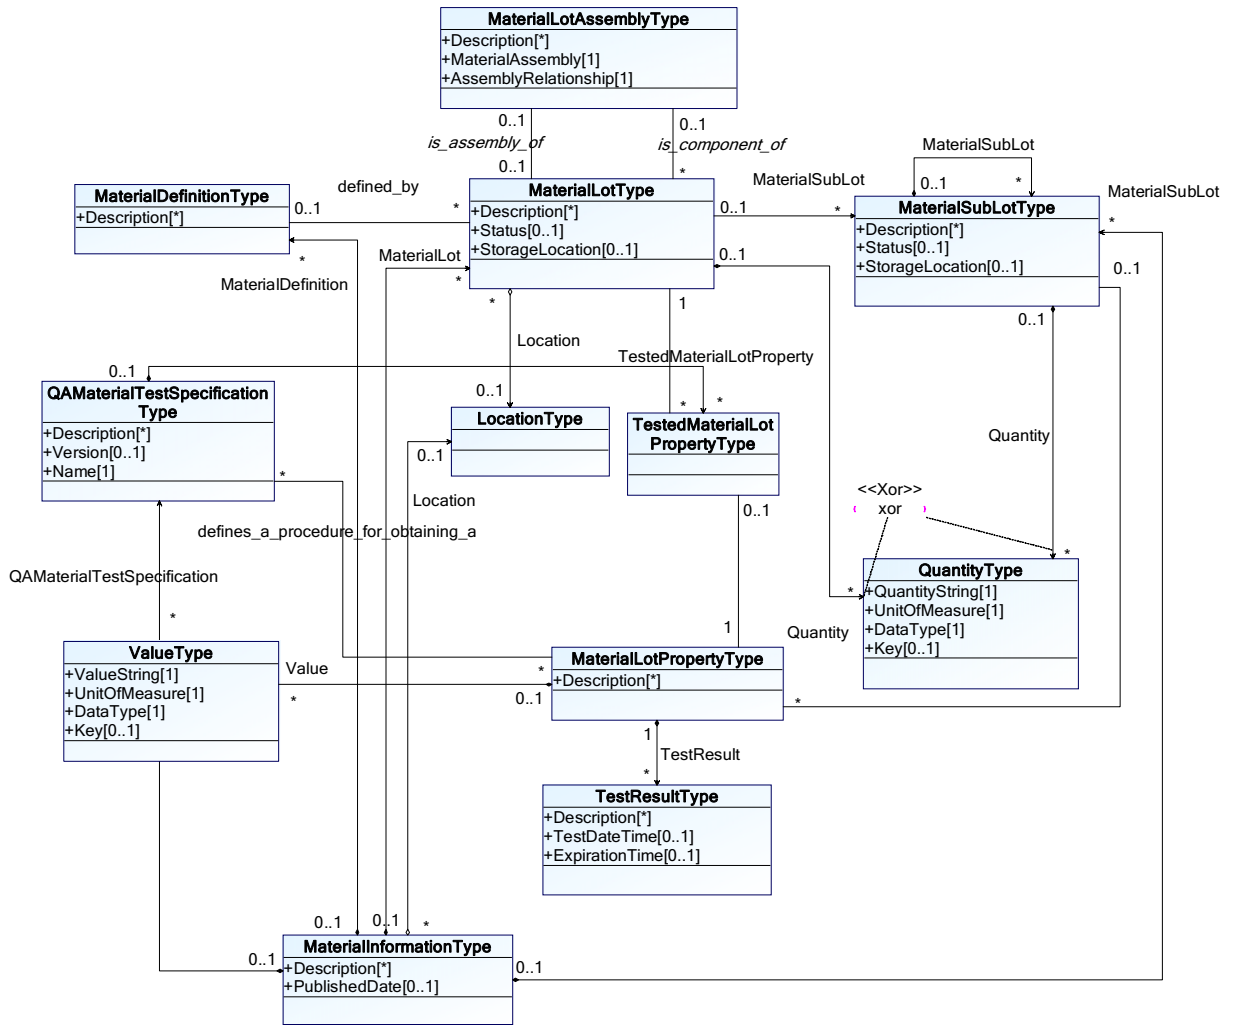 MaterialLotAssemblyType
+Description[*]
+MaterialAssembly[1]
+AssemblyRelationship[1]
0..1
0..1
is_assembly_of
is_component_of
0..1
*
MaterialSubLot
0..1
*
MaterialDefinitionType
+Description[*]
defined_by
0..1
*
MaterialLotType
+Description[*]
+Status[0..1]
+StorageLocation[0..1]
MaterialSubLot
0..1
*
MaterialSubLotType
+Description[*]
+Status[0..1]
+StorageLocation[0..1]
MaterialSubLot
*
0..1
*
MaterialDefinition
MaterialLot
*
0..1
*
1
0..1
Location
TestedMaterialLotProperty
0..1
0..1
*
*
QAMaterialTestSpecification
Type
+Description[*]
+Version[0..1]
+Name[1]
*
LocationType
0..1
Location
TestedMaterialLot
PropertyType
0..1
Quantity
<<Xor>>
xor
defines_a_procedure_for_obtaining_a
QAMaterialTestSpecification
*
*
*
QuantityType
+QuantityString[1]
+UnitOfMeasure[1]
+DataType[1]
+Key[0..1]
Quantity
1
ValueType
+ValueString[1]
+UnitOfMeasure[1]
+DataType[1]
+Key[0..1]
Value
*
*
0..1
MaterialLotPropertyType
+Description[*]
*
1
TestResult
*
TestResultType
+Description[*]
+TestDateTime[0..1]
+ExpirationTime[0..1]
0..1
0..1
*
MaterialInformationType
+Description[*]
+PublishedDate[0..1]
0..1
0..1